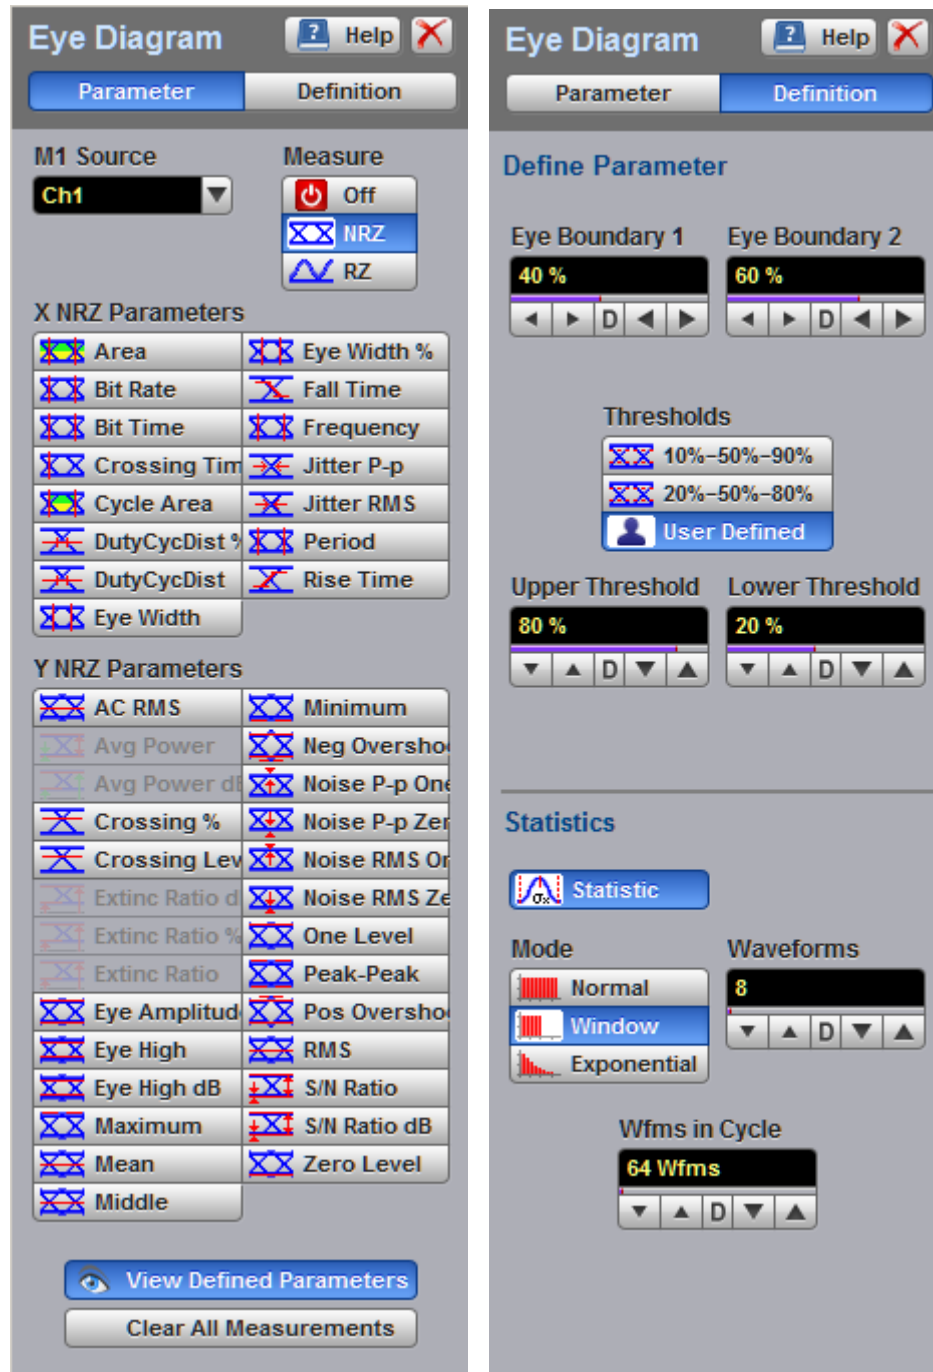 Eye Diagram
Help
Parameter
Definition
M1 Source
Measure
Ch1
Off
NRZ
RZ
X NRZ Parameters
Area
Eye Width %
Bit Rate
Fall Time
Bit Time
Frequency
Crossing Tim
Jitter P-p
Cycle Area
Jitter RMS
DutyCycDist %
Period
DutyCycDist
Rise Time
Eye Width
Y NRZ Parameters
AC RMS
Minimum
Avg Power
Neg Oversho
Avg Power dB
Noise P-p One
Crossing %
Noise P-p Zer
Crossing Lev
Noise RMS On
Extinc Ratio d
Noise RMS Ze
Extinc Ratio %
One Level
Extinc Ratio
Peak-Peak
Eye Amplitud
Pos Oversho
Eye High
RMS
Eye High dB
S/N Ratio
Maximum
S/N Ratio dB
Mean
Zero Level
Middle
View Defined Parameters
Clear All Measurements
Eye Diagram
Help
Parameter
Definition
Define Parameter
Eye Boundary 1
Eye Boundary 2
40 %
60 %
D
D
Thresholds
10%–50%–90%
20%–50%–80%
User Defined
Upper Threshold
Lower Threshold
80 %
20 %
D
D
Statistics
σx
Statistic
Mode
Waveforms
Normal
8
Window
D
Exponential
Wfms in Cycle
64 Wfms
D